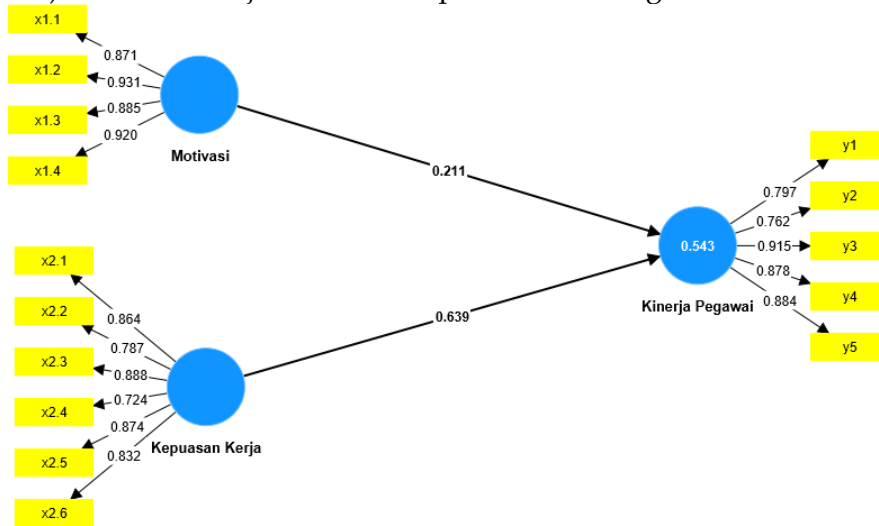 x1.1
x1.2
x1.3
x1.4
0.871
0.931
0.885
0.920
Motivasi
0.211
x2.1
x2.2
x2.3
x2.4
x2.5
x2.6
0.864
0.787
0.888
0.724
0.874
0.832
Kepuasan Kerja
0.639
0.543
Kinerja Pegawai
0.797
0.762
0.915
0.878
0.884
y1
y2
y3
y4
y5